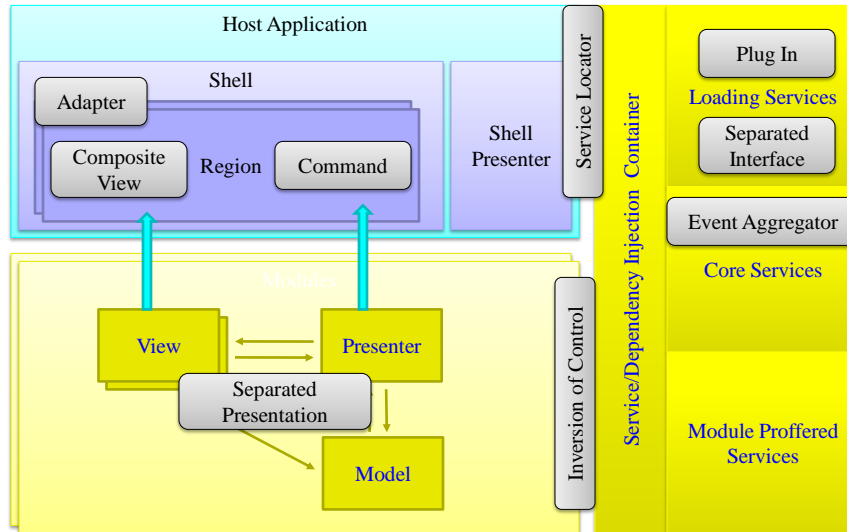 Host Application
Shell
Adapter
Composite
View
Region
Command
Shell
Presenter
Service Locator
Modules
View
Presenter
Separated
Presentation
Model
Inversion of Control
Service/Dependency Injection Container
Plug In
Loading Services
Separated
Interface
Event Aggregator
Core Services
Module Proffered
Services